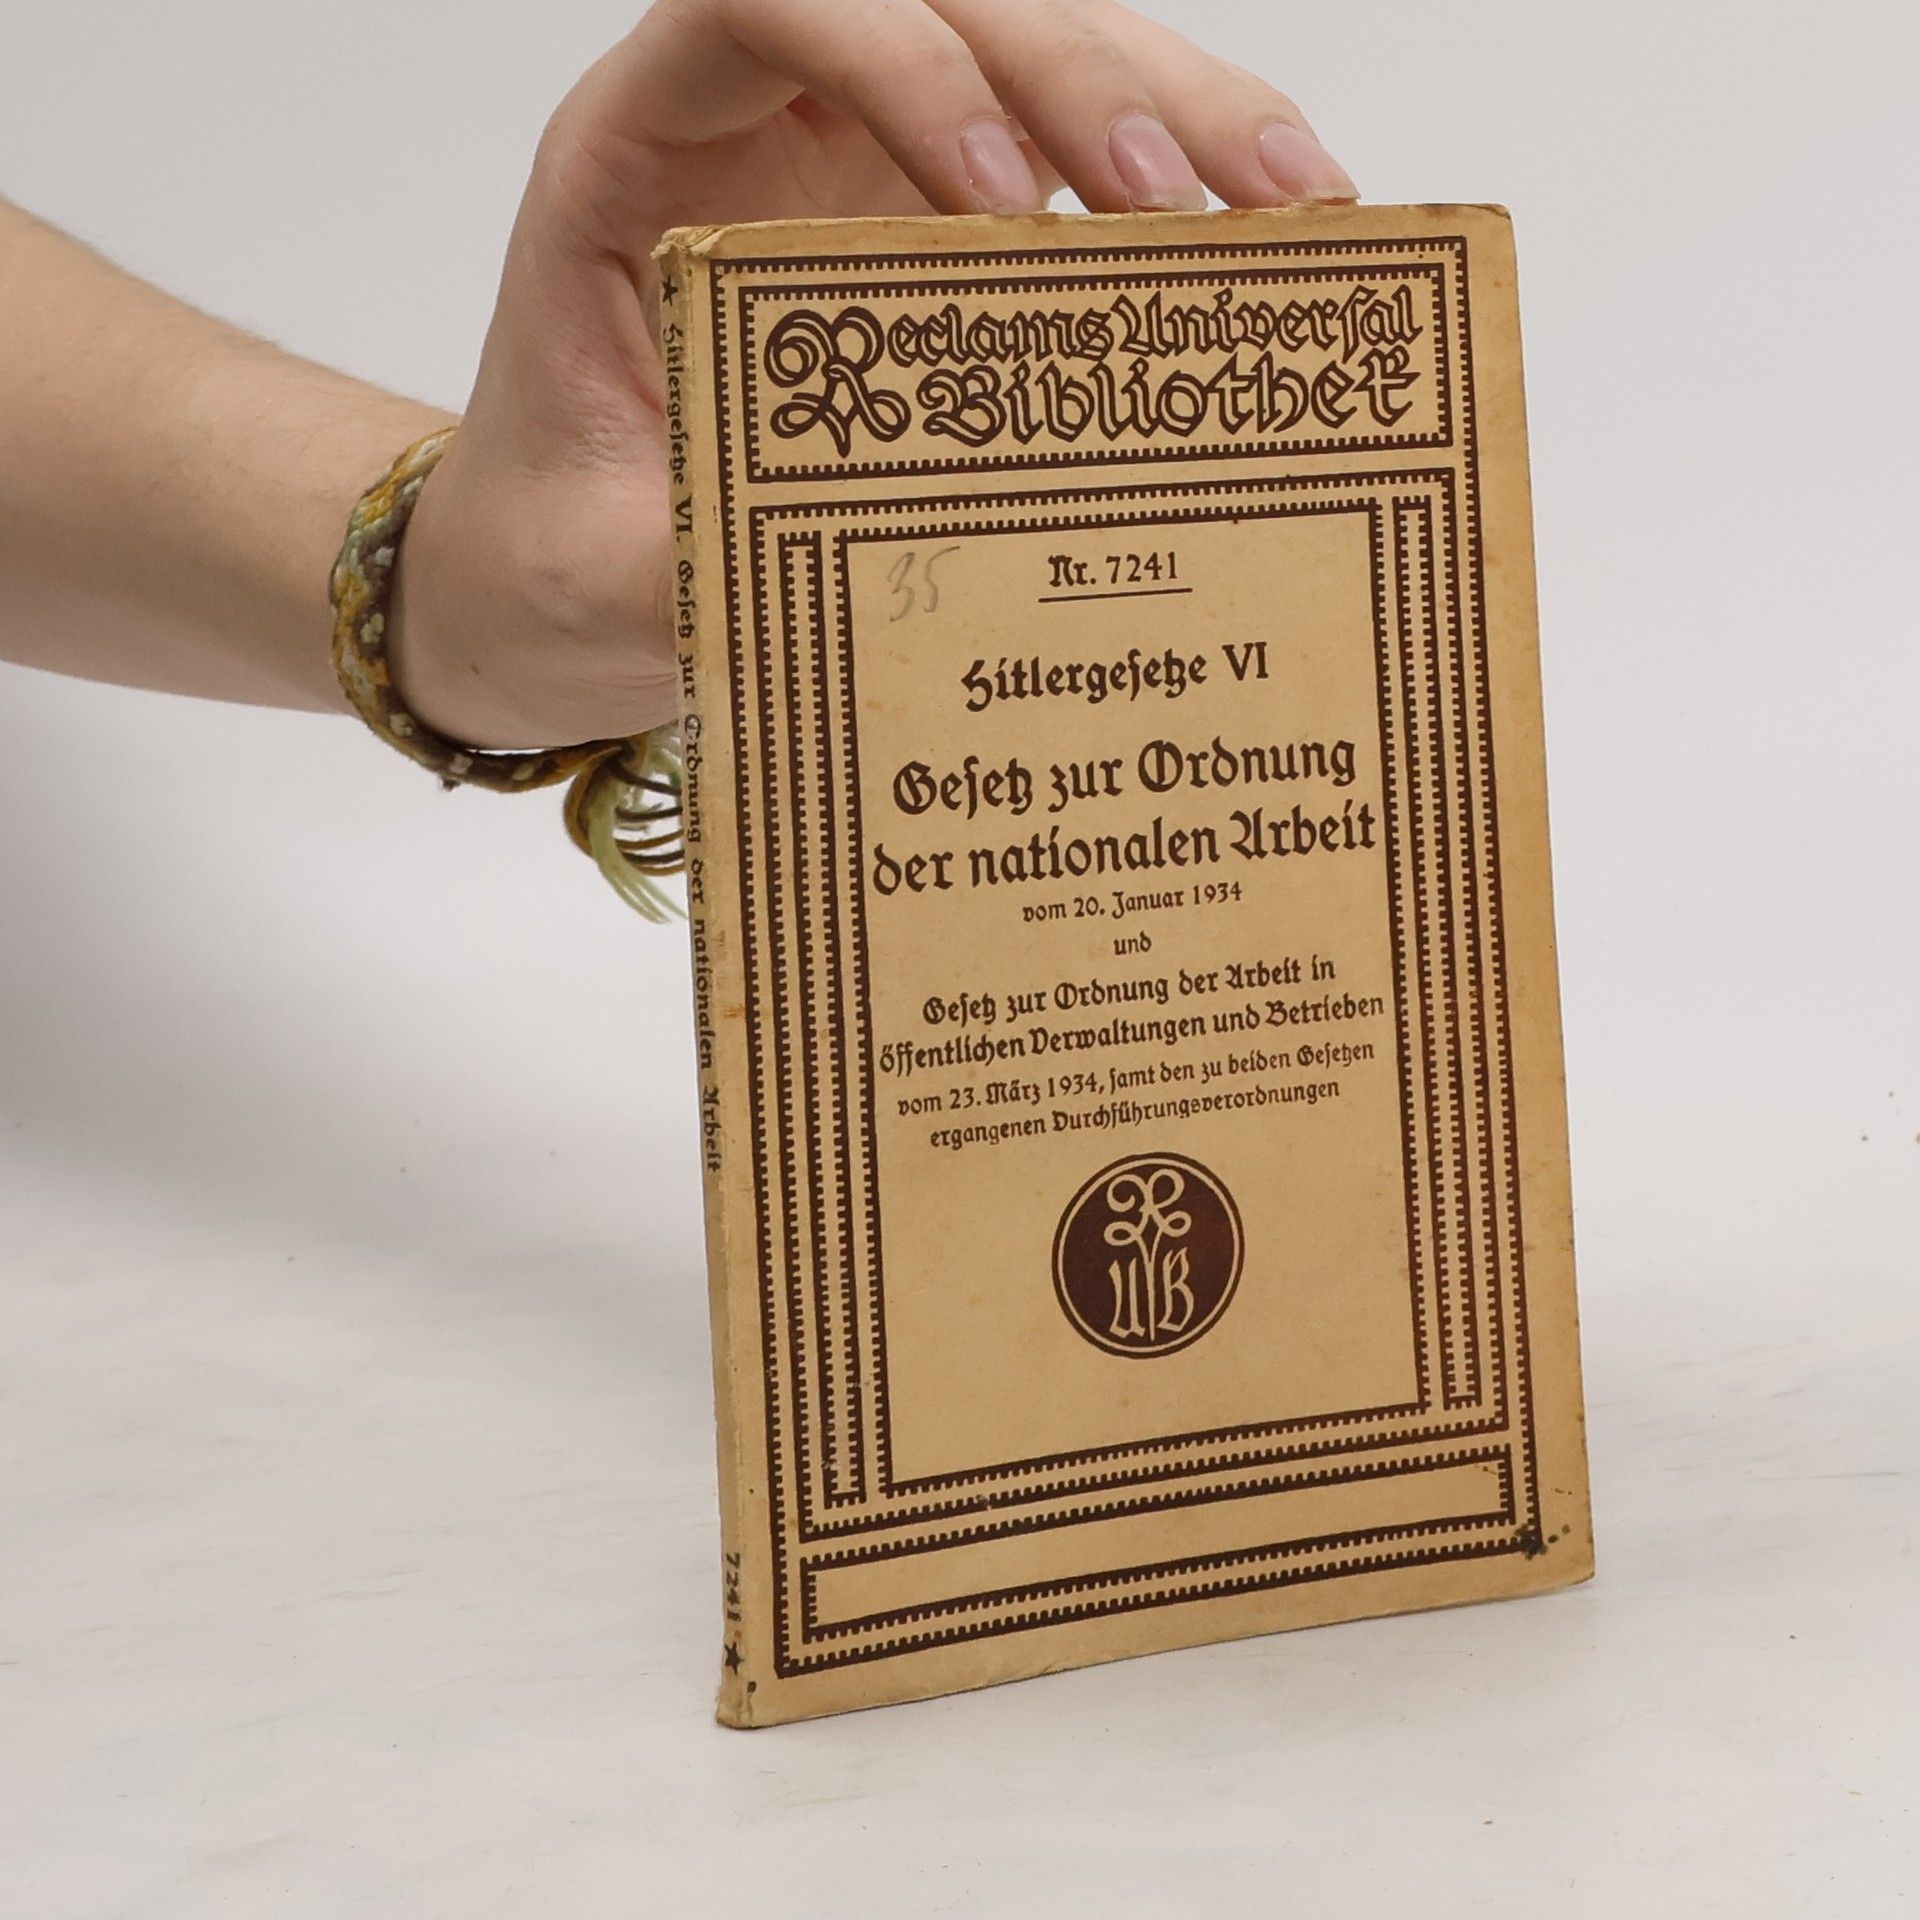 Reclams Universal
Bibliothek
35
Nr. 7241
Hitlergesetze VI
Gesetz zur Ordnung
der nationalen Arbeit
vom 20. Januar 1934
und
Gesetz zur Ordnung der Arbeit in
öffentlichen Verwaltungen und Betrieben
vom 23. März 1934, samt den zu beiden Gesetzen
ergangenen Durchführungsverordnungen
R
UB
★ Hitlergesetze VI. Gesetz zur Ordnung der nationalen Arbeit 7241 ★